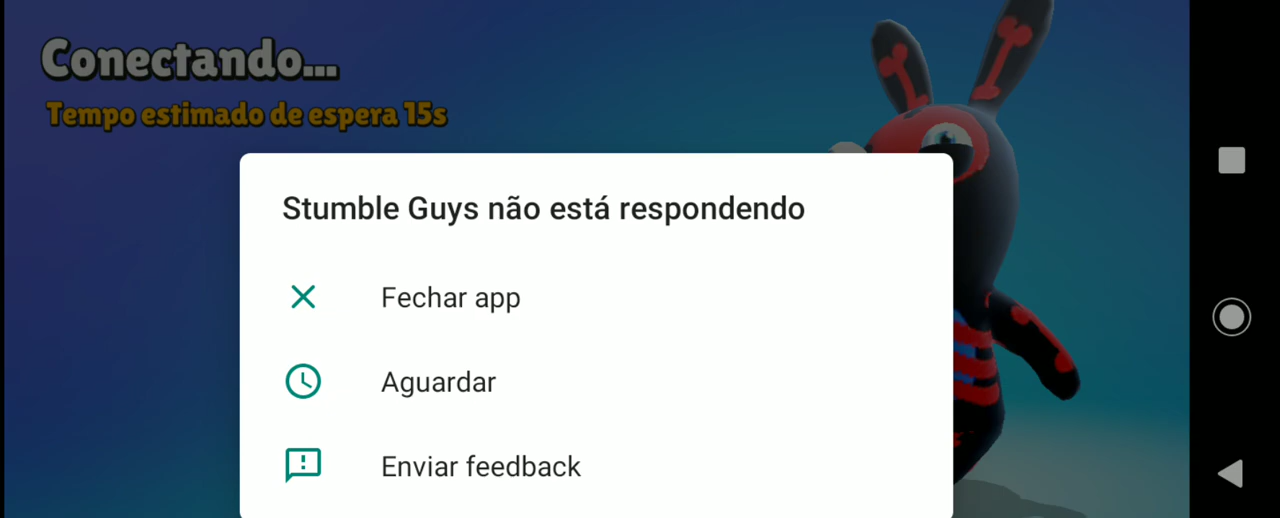 Conectando...
Tempo estimado de espera 15s
Stumble Guys não está respondendo
Fechar app
Aguardar
Enviar feedback